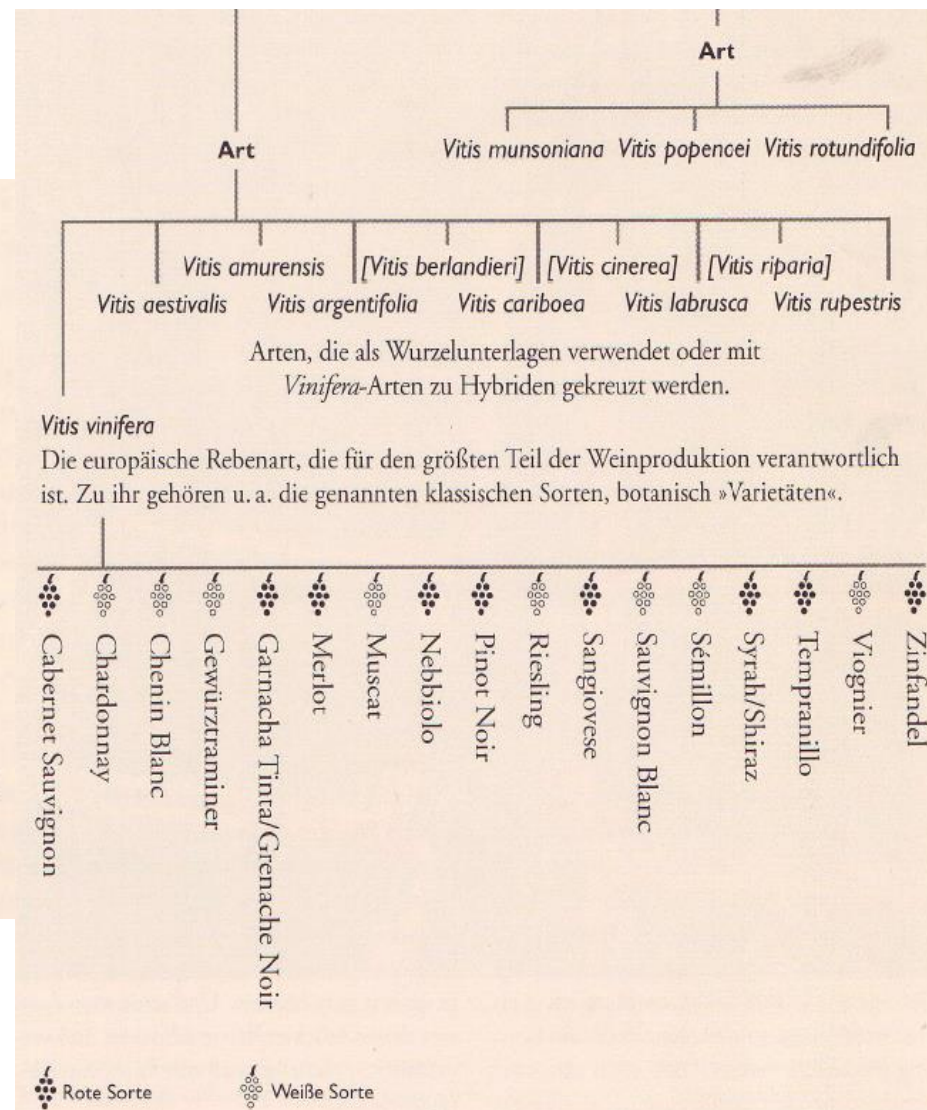 Art
Vitis munsoniana Vitis popenoei Vitis rotundifolia
Art
Vitis amurensis [Vitis berlandieri] [Vitis cinerea] [Vitis riparia]
Vitis aestivalis Vitis argentifolia Vitis cariboea Vitis labrusca Vitis rupestris
Arten, die als Wurzelunterlagen verwendet oder mit
Vinifera-Arten zu Hybriden gekreuzt werden.
Vitis vinifera
Die europäische Rebenart, die für den größten Teil der Weinproduktion verantwortlich
ist. Zu ihr gehören u. a. die genannten klassischen Sorten, botanisch »Varietäten«.
Cabernet Sauvignon
Chardonnay
Chenin Blanc
Gewürztraminer
Garnacha Tinta/Grenache Noir
Merlot
Muscat
Nebbiolo
Pinot Noir
Riesling
Sangiovese
Sauvignon Blanc
Sémillon
Syrah/Shiraz
Tempranillo
Viognier
Zinfandel
Rote Sorte Weiße Sorte